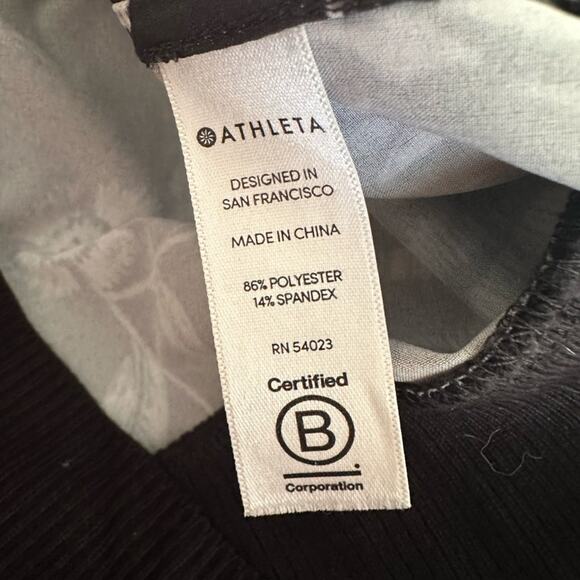 ATHLETA
DESIGNED IN
SAN FRANCISCO
MADE IN CHINA
86% POLYESTER
14% SPANDEX
RN 54023
Certified
B
Corporation